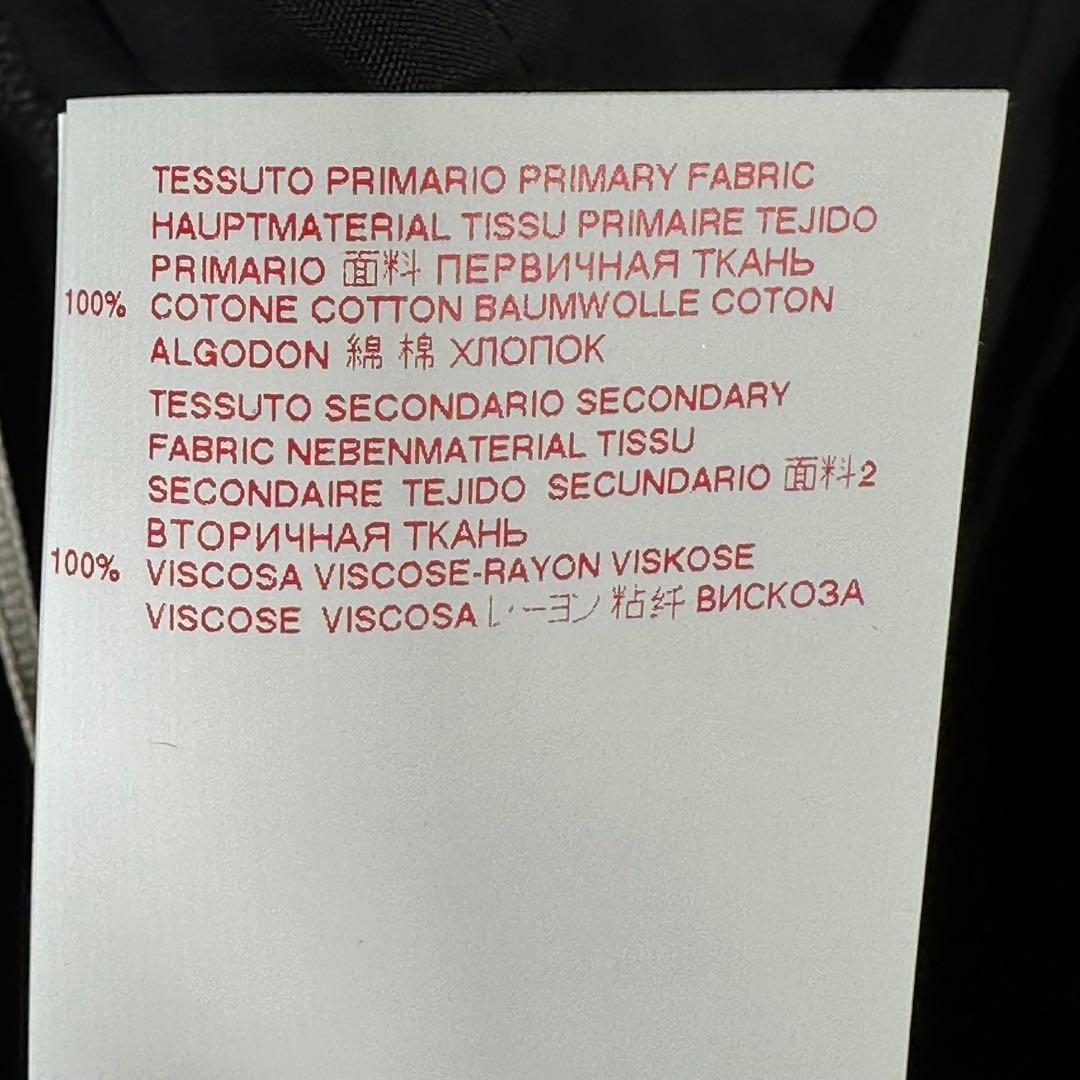 TESSUTO PRIMARIO PRIMARY FABRIC
HAUPTMATERIAL TISSU PRIMAIRE TEJIDO
PRIMARIO 面料 ПЕРВИЧНАЯ ТКАНЬ
100% COTONE COTTON BAUMWOLLE COTON
ALGODON 綿 棉 ХЛОПОК
TESSUTO SECONDARIO SECONDARY
FABRIC NEBENMATERIAL TISSU
SECONDAIRE TEJIDO SECUNDARIO 面料2
ВТОРИЧНАЯ ТКАНЬ
100% VISCOSA VISCOSE-RAYON VISKOSE
VISCOSE VISCOSA レーヨン 粘纤 ВИСКОЗА